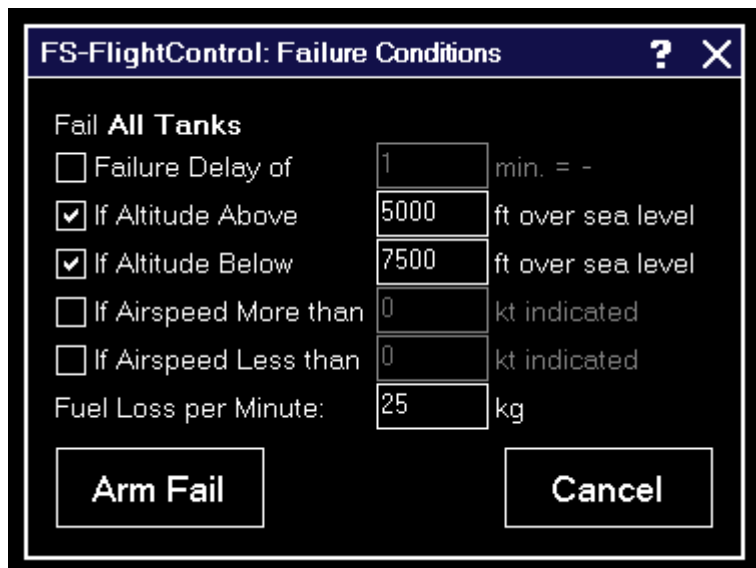 FS-FlightControl: Failure Conditions ? X
Fail All Tanks
Failure Delay of 1 min. = -
If Altitude Above 5000 ft over sea level
If Altitude Below 7500 ft over sea level
If Airspeed More than 0 kt indicated
If Airspeed Less than 0 kt indicated
Fuel Loss per Minute: 25 kg
Arm Fail Cancel